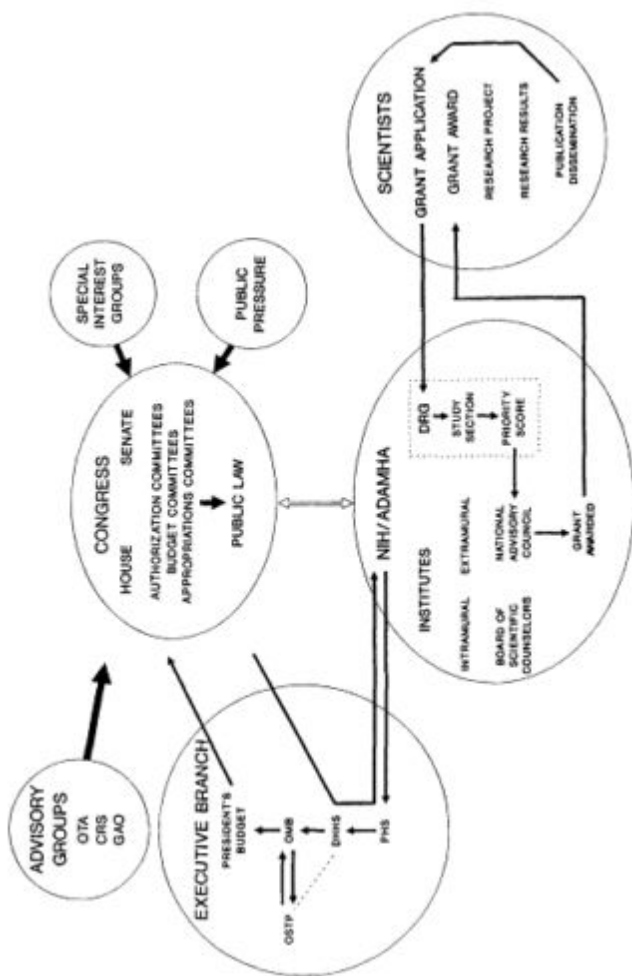 ADVISORY
GROUPS
OTA
CRS
GAO
CONGRESS
HOUSE SENATE
AUTHORIZATION COMMITTEES
BUDGET COMMITTEES
APPROPRIATIONS COMMITTEES
PUBLIC LAW
SPECIAL
INTEREST
GROUPS
PUBLIC
PRESSURE
EXECUTIVE BRANCH
PRESIDENT'S
BUDGET
OSTP
OMB
DHHS
PHS
NIH/ADAMHA
INSTITUTES
INTRAMURAL EXTRAMURAL
BOARD OF
SCIENTIFIC
COUNSELORS
NATIONAL
ADVISORY
COUNCIL
GRANT
AWARDED
DRG
STUDY
SECTION
PRIORITY
SCORE
SCIENTISTS
GRANT APPLICATION
GRANT AWARD
RESEARCH PROJECT
RESEARCH RESULTS
PUBLICATION
DISSEMINATION